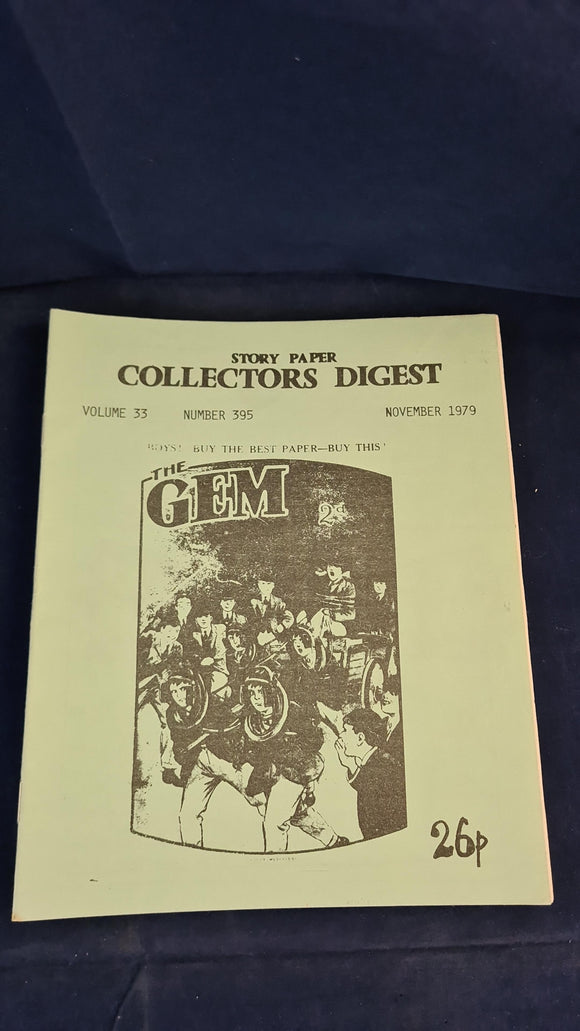 STORY PAPER
COLLECTORS DIGEST
VOLUME 33 NUMBER 395 NOVEMBER 1979
BOYS! BUY THE BEST PAPER—BUY THIS!
THE
GEM
2d
26p